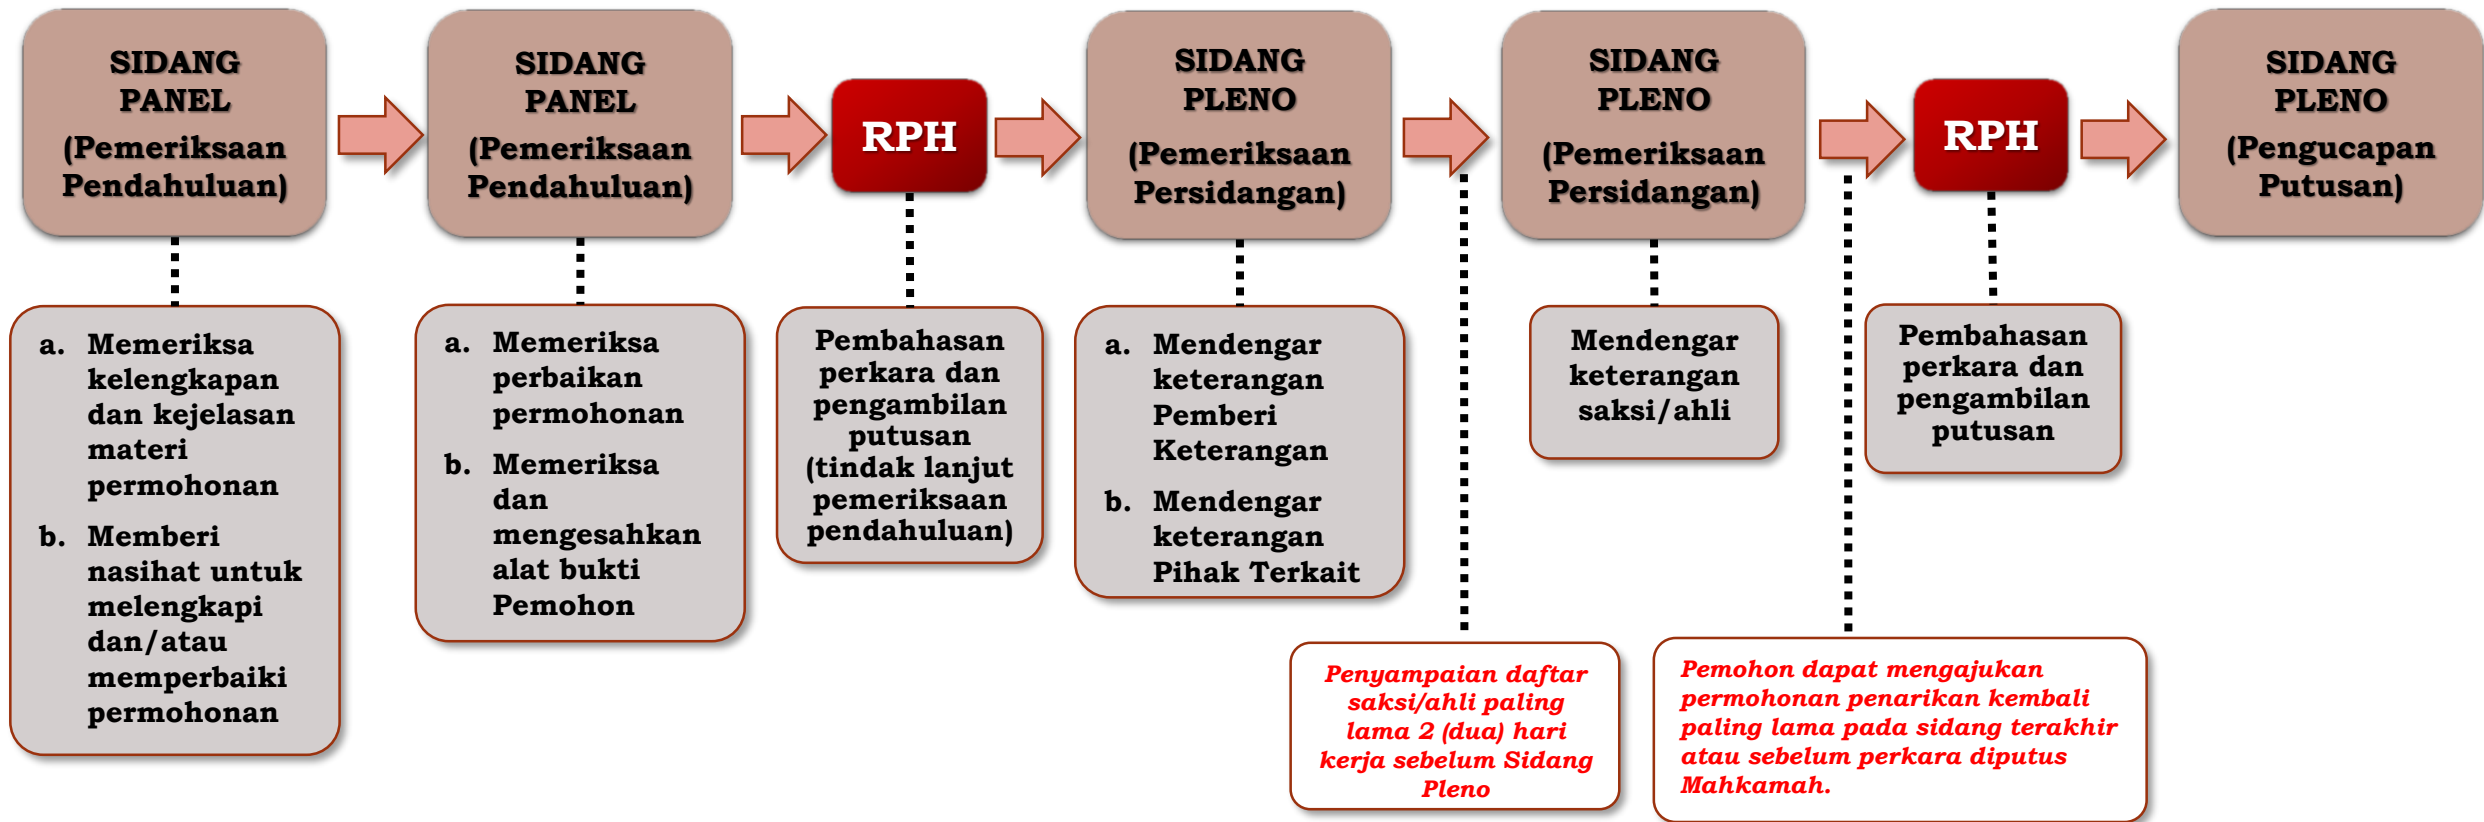 SIDANG
PANEL
(Pemeriksaan
Pendahuluan)
SIDANG
PANEL
(Pemeriksaan
Pendahuluan)
RPH
SIDANG
PLENO
(Pemeriksaan
Persidangan)
SIDANG
PLENO
(Pemeriksaan
Persidangan)
RPH
SIDANG
PLENO
(Pengucapan
Putusan)
a. Memeriksa
kelengkapan
dan kejelasan
materi
permohonan
b. Memberi
nasihat untuk
melengkapi
dan/atau
memperbaiki
permohonan
a. Memeriksa
perbaikan
permohonan
b. Memeriksa
dan
mengesahkan
alat bukti
Pemohon
Pembahasan
perkara dan
pengambilan
putusan
(tindak lanjut
pemeriksaan
pendahuluan)
a. Mendengar
keterangan
Pemberi
Keterangan
b. Mendengar
keterangan
Pihak Terkait
Mendengar
keterangan
saksi/ahli
Pembahasan
perkara dan
pengambilan
putusan
Penyampaian daftar
saksi/ahli paling
lama 2 (dua) hari
kerja sebelum Sidang
Pleno
Pemohon dapat mengajukan
permohonan penarikan kembali
paling lama pada sidang terakhir
atau sebelum perkara diputus
Mahkamah.